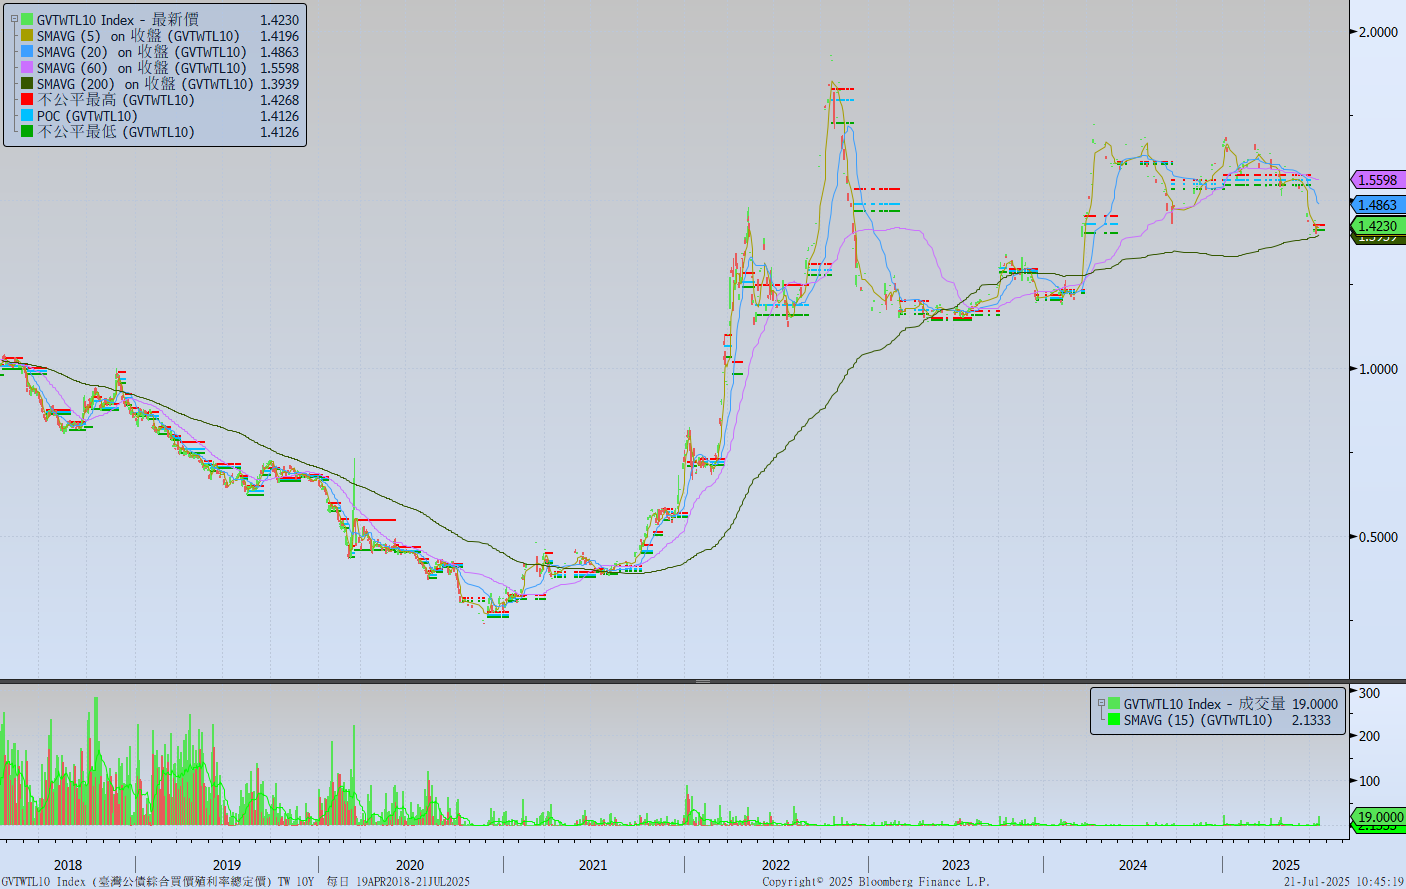 GVTWTL10 Index - 最新價 1.4230
SMAVG (5) on 收盤 (GVTWTL10) 1.4196
SMAVG (20) on 收盤 (GVTWTL10) 1.4863
SMAVG (60) on 收盤 (GVTWTL10) 1.5598
SMAVG (200) on 收盤 (GVTWTL10) 1.3939
不公平最高 (GVTWTL10) 1.4268
POC (GVTWTL10) 1.4126
不公平最低 (GVTWTL10) 1.4126
2.0000
1.5598
1.4863
1.4230
1.3939
1.0000
0.5000
GVTWTL10 Index - 成交量 19.0000
SMAVG (15) (GVTWTL10) 2.1333
300
200
100
19.0000
2.1333
2018 2019 2020 2021 2022 2023 2024 2025
GVTWTL10 Index (臺灣公債綜合買價殖利率總定價) TW 10Y 每日 19APR2018-21JUL2025 Copyright© 2025 Bloomberg Finance L.P. 21-Jul-2025 10:45:19